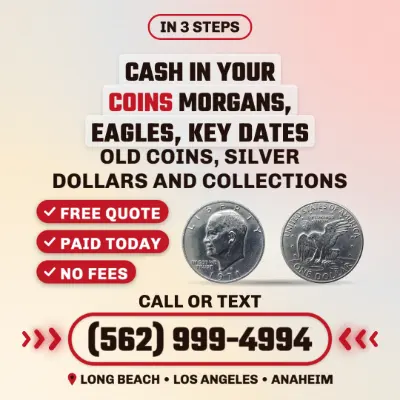 IN 3 STEPS
CASH IN YOUR
COINS MORGANS,
EAGLES, KEY DATES
OLD COINS, SILVER
DOLLARS AND COLLECTIONS
FREE QUOTE
PAID TODAY
NO FEES
LIBERTY
UNITED STATES OF AMERICA
ONE DOLLAR
CALL OR TEXT
(562) 999-4994
LONG BEACH • LOS ANGELES • ANAHEIM